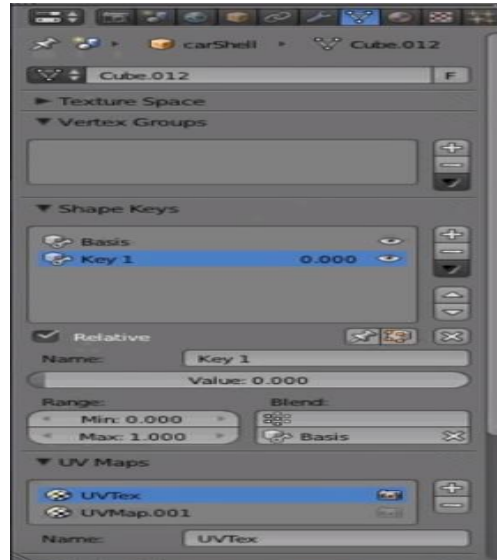 carShell Cube.012
Cube.012 F
Texture Space
Vertex Groups
Shape Keys
Basis
Key 1 0.000
Relative
Name: Key 1
Value: 0.000
Range: Blend:
Min: 0.000
Max: 1.000 Basis
UV Maps
UVTex
UVMap.001
Name: UVTex